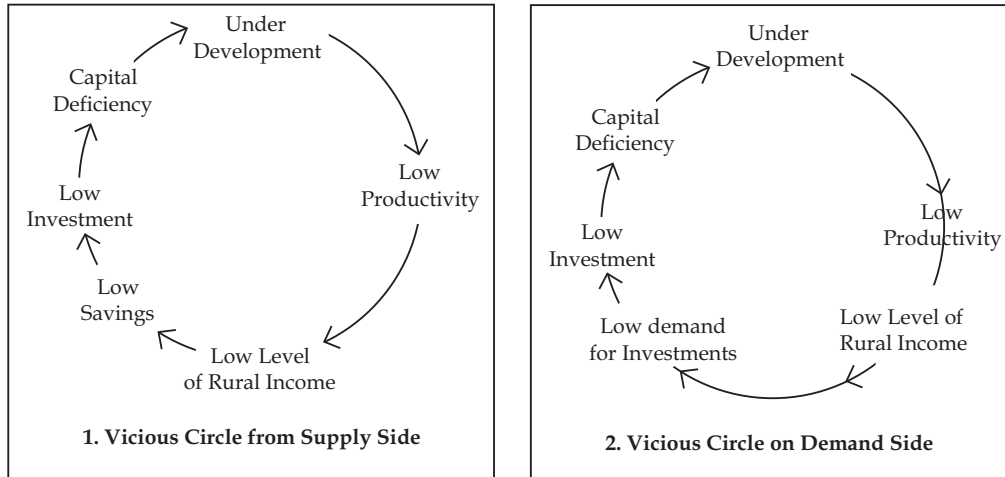 Under
Development
Low
Productivity
Low Level
of Rural Income
Low
Savings
Low
Investment
Capital
Deficiency
1. Vicious Circle from Supply Side
Under
Development
Low
Productivity
Low Level of
Rural Income
Low demand
for Investments
Low
Investment
Capital
Deficiency
2. Vicious Circle on Demand Side